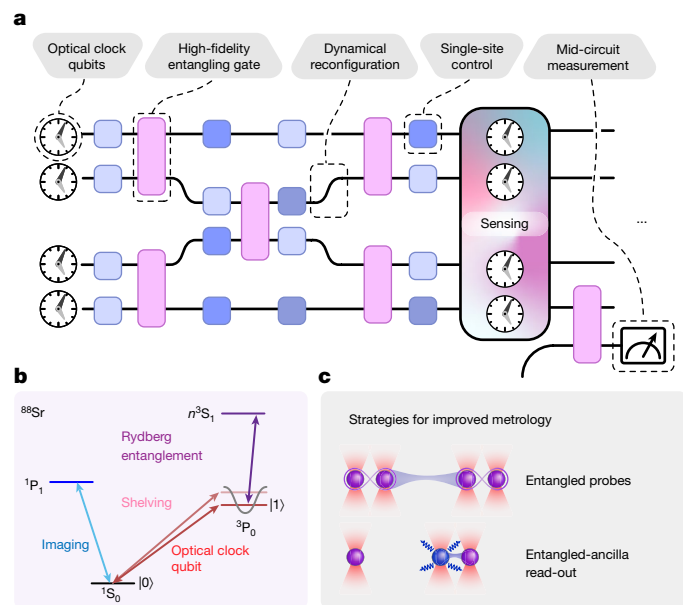 a
Optical clock
qubits
High-fidelity
entangling gate
Dynamical
reconfiguration
Single-site
control
Mid-circuit
measurement
Sensing
...
b
⁸⁸Sr
n³S₁
Rydberg
entanglement
¹P₁
Shelving
|1⟩
³P₀
Imaging
Optical clock
qubit
|0⟩
¹S₀
c
Strategies for improved metrology
Entangled probes
Entangled-ancilla
read-out